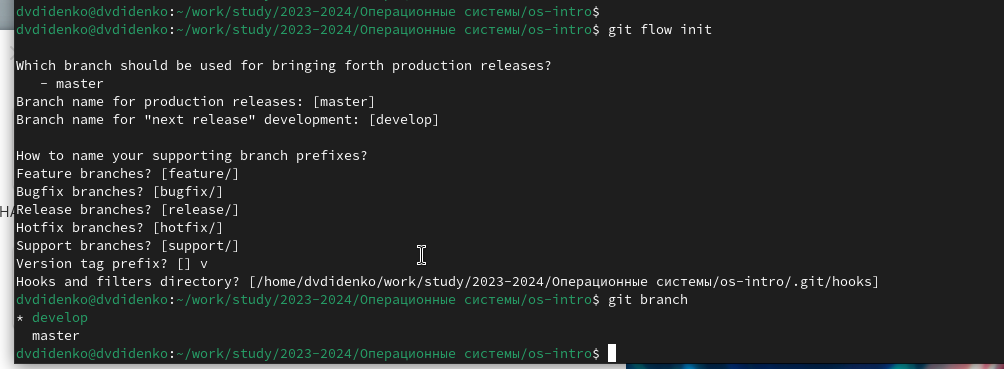 dvdidenko@dvdidenko:~/work/study/2023-2024/Операционные системы/os-intro$
dvdidenko@dvdidenko:~/work/study/2023-2024/Операционные системы/os-intro$ git flow init
Which branch should be used for bringing forth production releases?
   - master
Branch name for production releases: [master]
Branch name for "next release" development: [develop]
How to name your supporting branch prefixes?
Feature branches? [feature/]
Bugfix branches? [bugfix/]
Release branches? [release/]
Hotfix branches? [hotfix/]
Support branches? [support/]
Version tag prefix? [] v
Hooks and filters directory? [/home/dvdidenko/work/study/2023-2024/Операционные системы/os-intro/.git/hooks]
dvdidenko@dvdidenko:~/work/study/2023-2024/Операционные системы/os-intro$ git branch
* develop
  master
dvdidenko@dvdidenko:~/work/study/2023-2024/Операционные системы/os-intro$